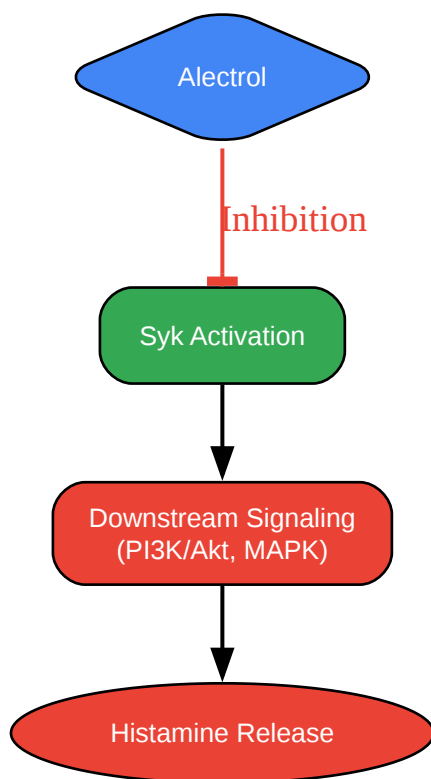 Alectrol
Inhibition
Syk Activation
Downstream Signaling
(PI3K/Akt, MAPK)
Histamine Release